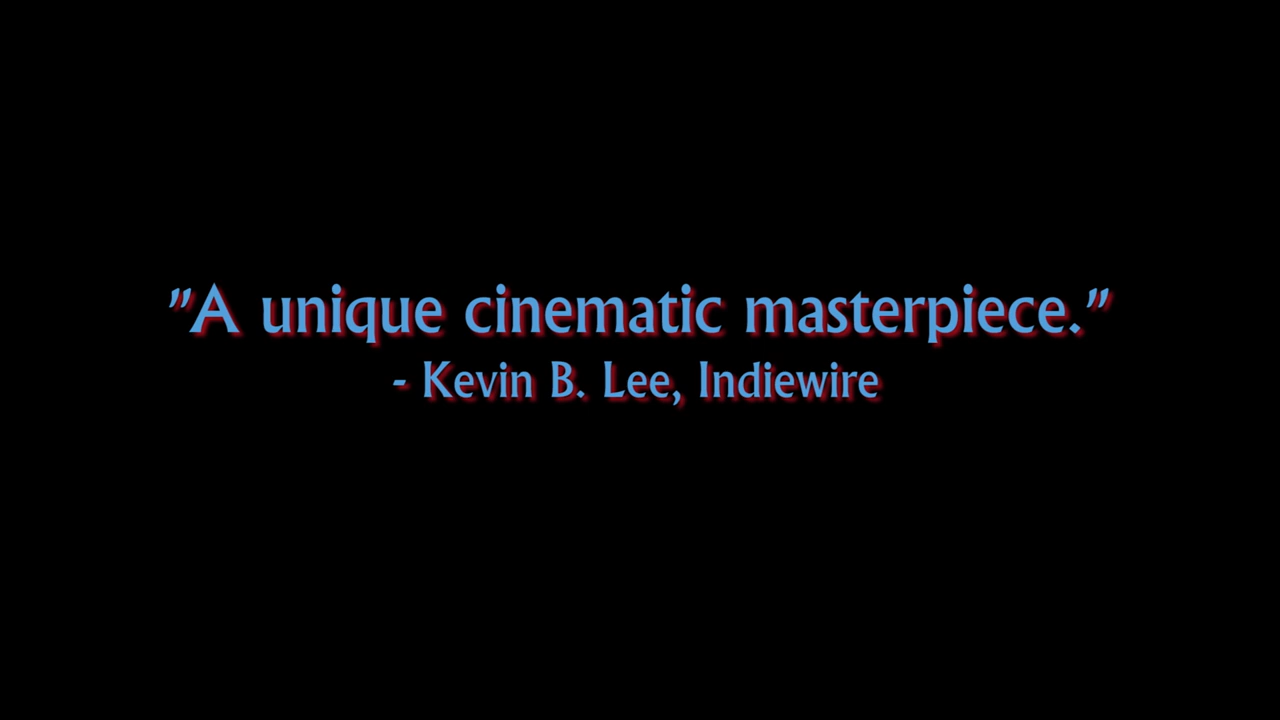 "A unique cinematic masterpiece."
- Kevin B. Lee, Indiewire